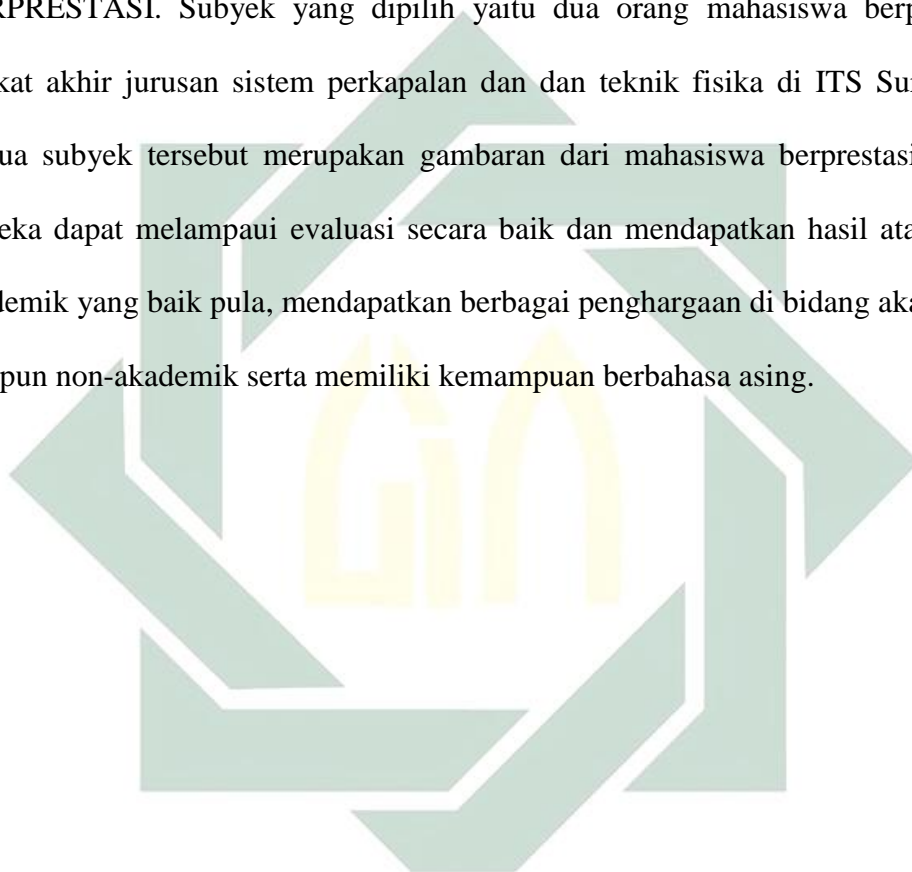 RPRESTASI. Subyek yang dipilih yaitu dua orang mahasiswa berp
kat akhir jurusan sistem perkapalan dan dan teknik fisika di ITS Sur
ua subyek tersebut merupakan gambaran dari mahasiswa berprestasi
eka dapat melampaui evaluasi secara baik dan mendapatkan hasil ata
demik yang baik pula, mendapatkan berbagai penghargaan di bidang aka
pun non-akademik serta memiliki kemampuan berbahasa asing.